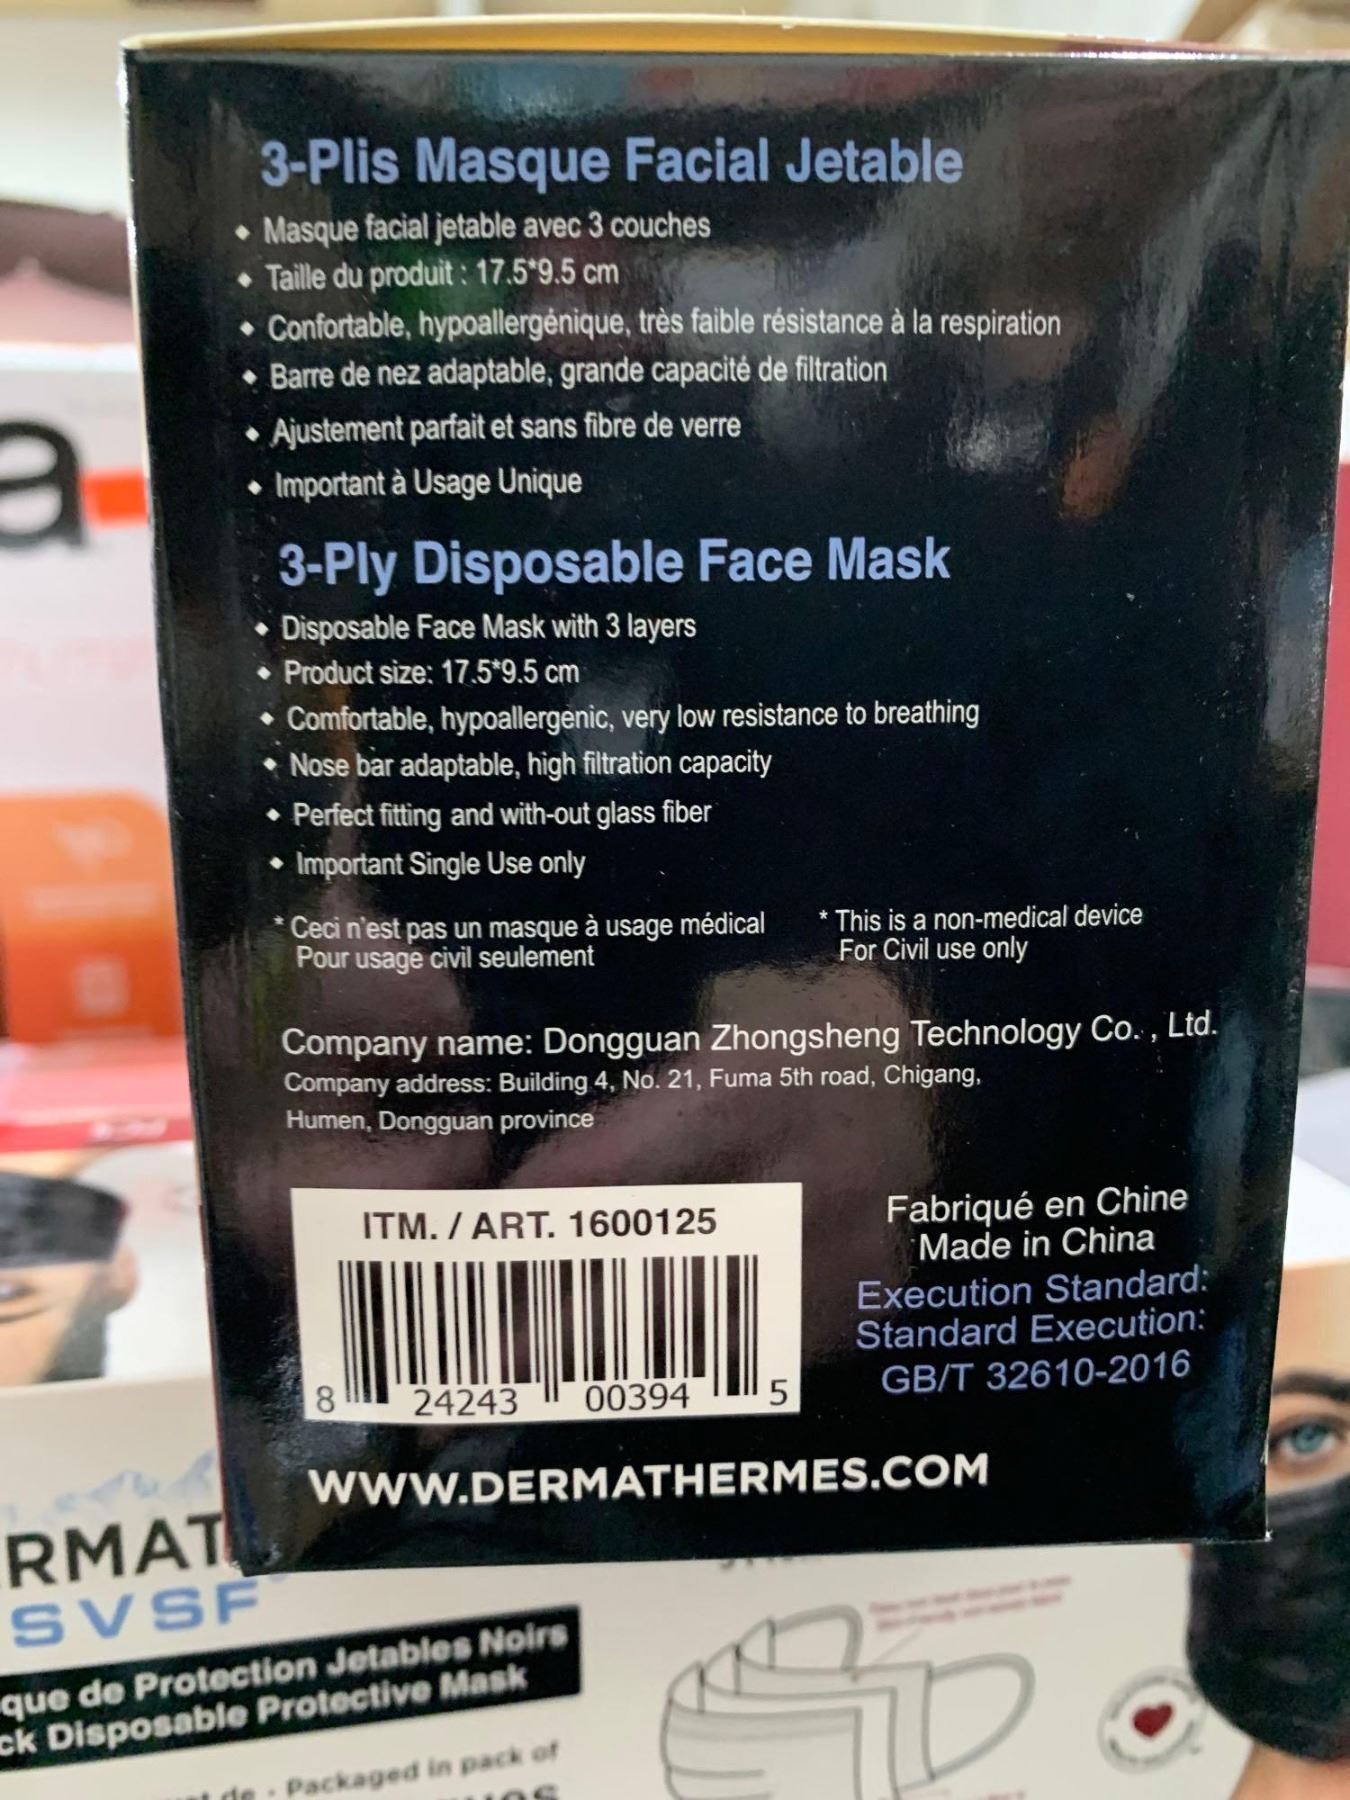 3-Plis Masque Facial Jetable
Masque facial jetable avec 3 couches
Taille du produit : 17.5*9.5 cm
Confortable, hypoallergénique, très faible résistance à la respiration
Barre de nez adaptable, grande capacité de filtration
Ajustement parfait et sans fibre de verre
Important à Usage Unique
3-Ply Disposable Face Mask
Disposable Face Mask with 3 layers
Product size: 17.5*9.5 cm
Comfortable, hypoallergenic, very low resistance to breathing
Nose bar adaptable, high filtration capacity
Perfect fitting and with-out glass fiber
Important Single Use only
* Ceci n'est pas un masque à usage médical
Pour usage civil seulement
* This is a non-medical device
For Civil use only
Company name: Dongguan Zhongsheng Technology Co. , Ltd.
Company address: Building 4, No. 21, Fuma 5th road, Chigang,
Humen, Dongguan province
ITM. / ART. 1600125
8 24243 00394 5
Fabriqué en Chine
Made in China
Execution Standard:
Standard Execution:
GB/T 32610-2016
WWW.DERMATHERMES.COM
a
RMAT
SVSF
que de Protection Jetables Noirs
ck Disposable Protective Mask
de - Packaged in pack of